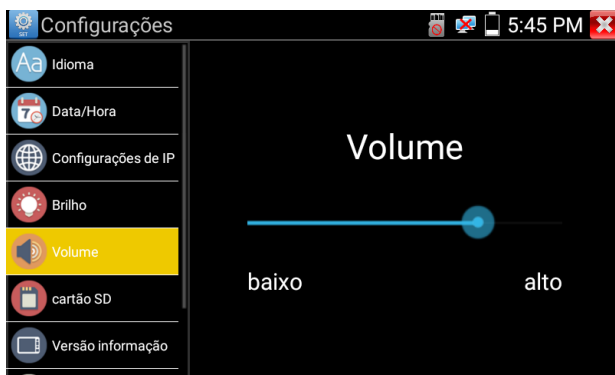 SET
Configurações
5:45 PM
Aa
Idioma
7
Data/Hora
Configurações de IP
Brilho
Volume
cartão SD
Versão informação
Volume
baixo
alto